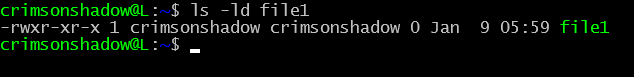 crimsonshadow@L:~$ ls -ld file1
-rwxr-xr-x 1 crimsonshadow crimsonshadow 0 Jan  9 05:59 file1
crimsonshadow@L:~$